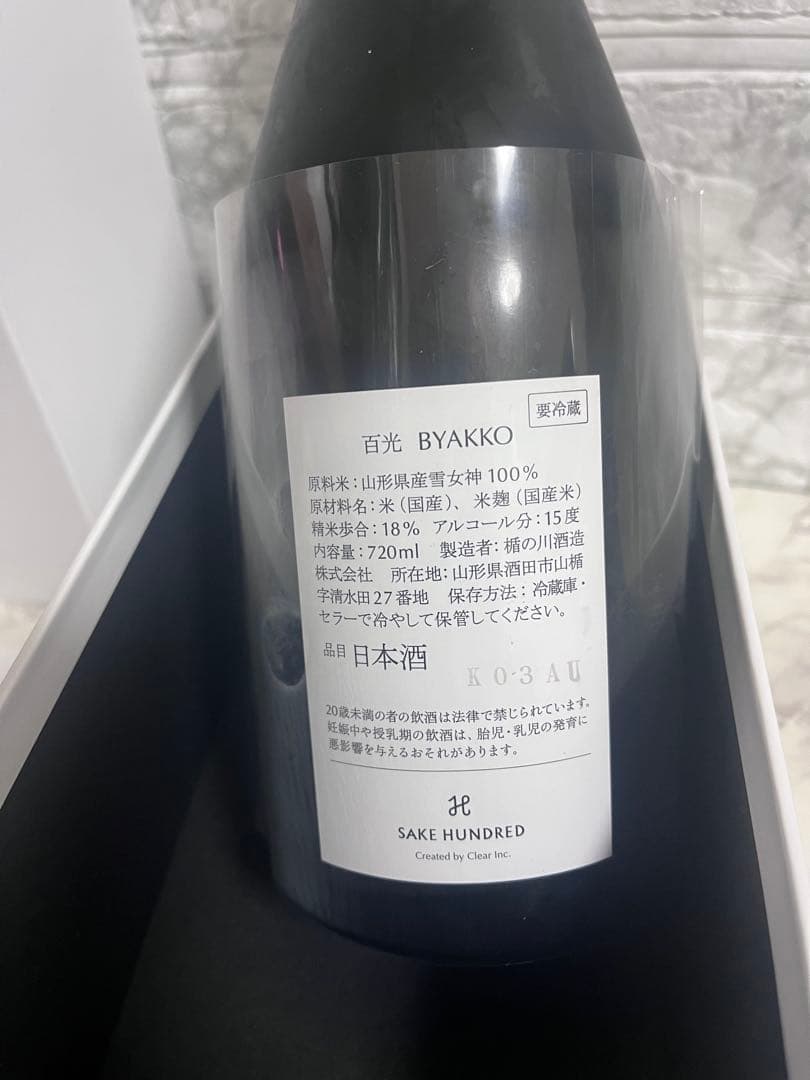 要冷蔵
百光 BYAKKO
原料米：山形県産雪女神 100%
原材料名：米（国産）、米麹（国産米）
精米歩合：18% アルコール分：15度
内容量：720ml 製造者：楯の川酒造
株式会社 所在地：山形県酒田市山楯
字清水田27番地 保存方法：冷蔵庫・
セラーで冷やして保管してください。
品目 日本酒
K03AU
20歳未満の者の飲酒は法律で禁じられています。
妊娠中や授乳期の飲酒は、胎児・乳児の発育に
悪影響を与えるおそれがあります。
SAKE HUNDRED
Created by Clear Inc.